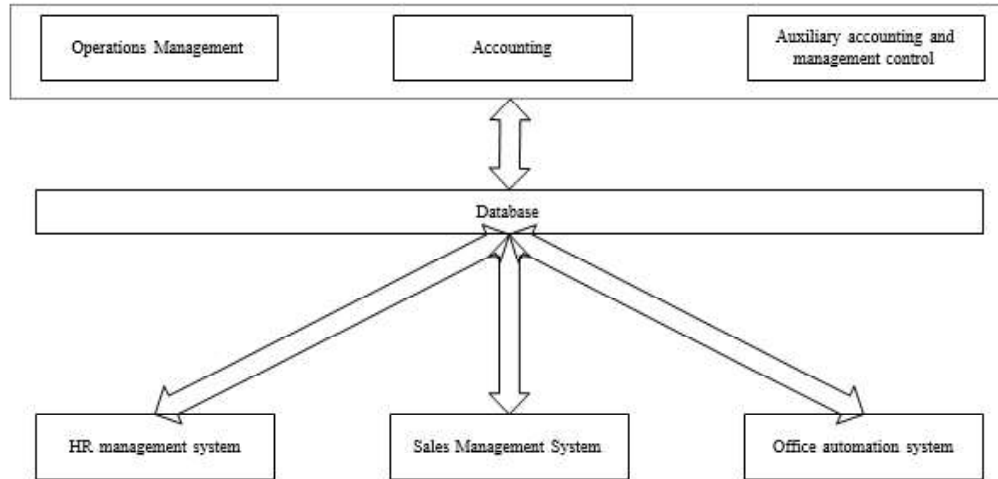 Operations Management
Accounting
Auxiliary accounting and
management control
Database
HR management system
Sales Management System
Office automation system